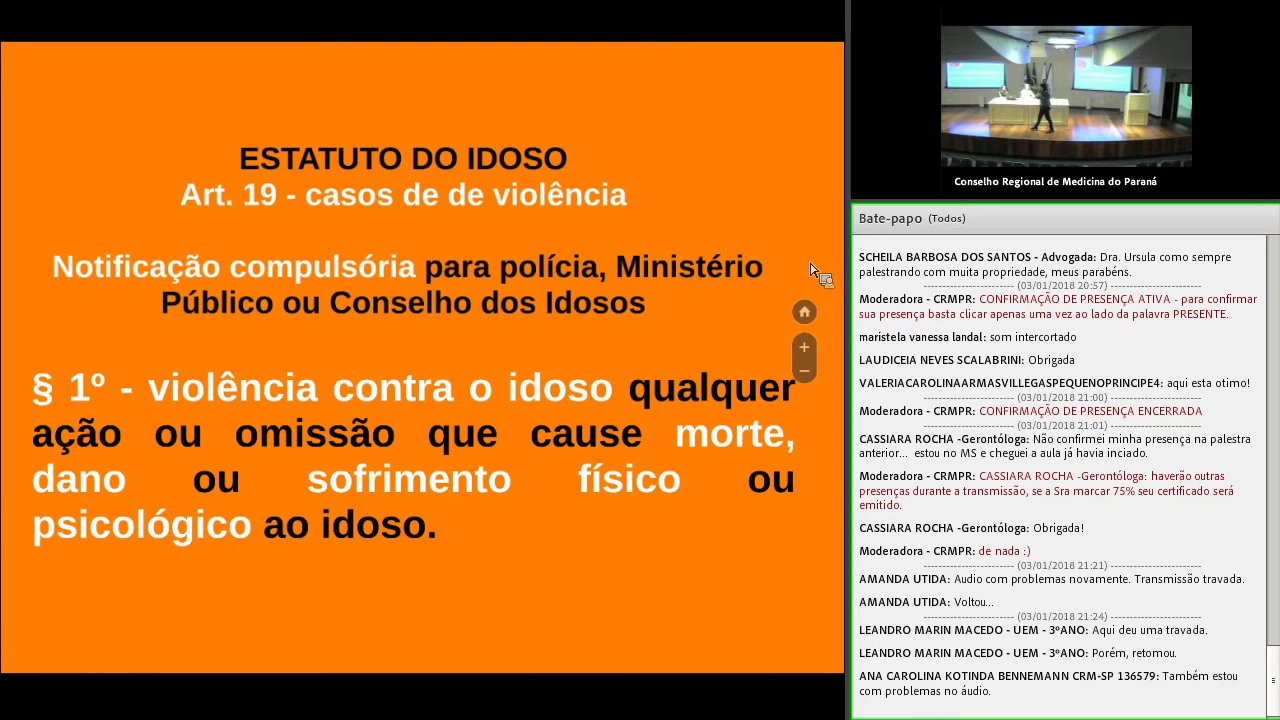 ESTATUTO DO IDOSO
Art. 19 - casos de de violência
Notificação compulsória para polícia, Ministério
Público ou Conselho dos Idosos
§ 1º - violência contra o idoso qualquer
ação ou omissão que cause morte,
dano ou sofrimento físico ou
psicológico ao idoso.
Conselho Regional de Medicina do Paraná
Bate-papo (Todos)
SCHEILA BARBOSA DOS SANTOS - Advogada: Dra. Ursula como sempre
palestrando com muita propriedade, meus parabéns.
----------------------- (03/01/2018 20:57) -----------------------
Moderadora - CRMPR: CONFIRMAÇÃO DE PRESENÇA ATIVA - para confirmar
sua presença basta clicar apenas uma vez ao lado da palavra PRESENTE.
maristela vanessa landal: som intercortado
LAUDICEIA NEVES SCALABRINI: Obrigada
VALERIACAROLINAARMASVILLEGASPEQUENOPRINCIPE4: aqui esta otimo!
----------------------- (03/01/2018 21:00) -----------------------
Moderadora - CRMPR: CONFIRMAÇÃO DE PRESENÇA ENCERRADA
----------------------- (03/01/2018 21:01) -----------------------
CASSIARA ROCHA -Gerontóloga: Não confirmei minha presença na palestra
anterior... estou no MS e cheguei a aula já havia inciado.
Moderadora - CRMPR: CASSIARA ROCHA -Gerontóloga: haverão outras
presenças durante a transmissão, se a Sra marcar 75% seu certificado será
emitido.
CASSIARA ROCHA -Gerontóloga: Obrigada!
Moderadora - CRMPR: de nada :)
----------------------- (03/01/2018 21:21) -----------------------
AMANDA UTIDA: Audio com problemas novamente. Transmissão travada.
AMANDA UTIDA: Voltou...
----------------------- (03/01/2018 21:24) -----------------------
LEANDRO MARIN MACEDO - UEM - 3ºANO: Aqui deu uma travada.
LEANDRO MARIN MACEDO - UEM - 3ºANO: Porém, retomou.
ANA CAROLINA KOTINDA BENNEMANN CRM-SP 136579: Também estou
com problemas no áudio.